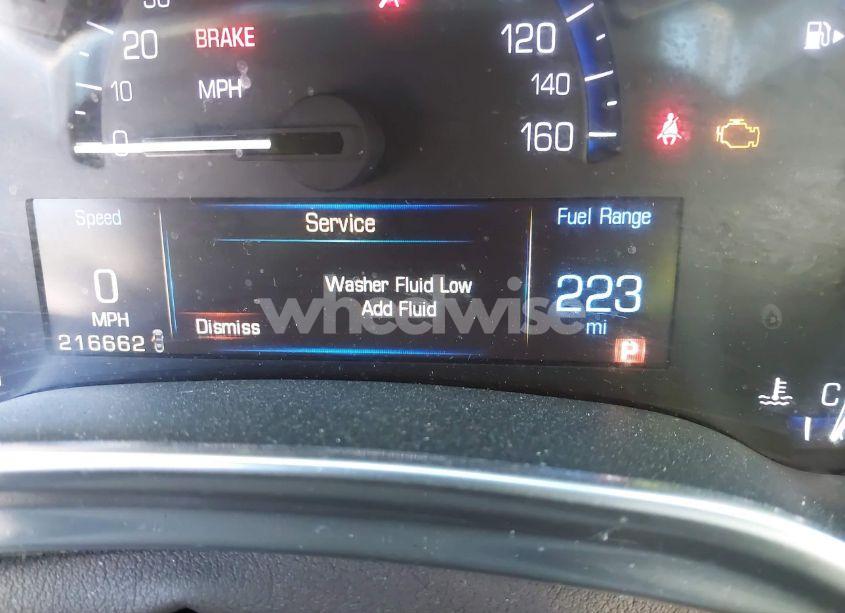 30
20
BRAKE
120
10
MPH
140
0
160
Speed
Service
Fuel Range
0
Washer Fluid Low
223
Add Fluid
wheelwise
MPH
Dismiss
mi
216662
P
C